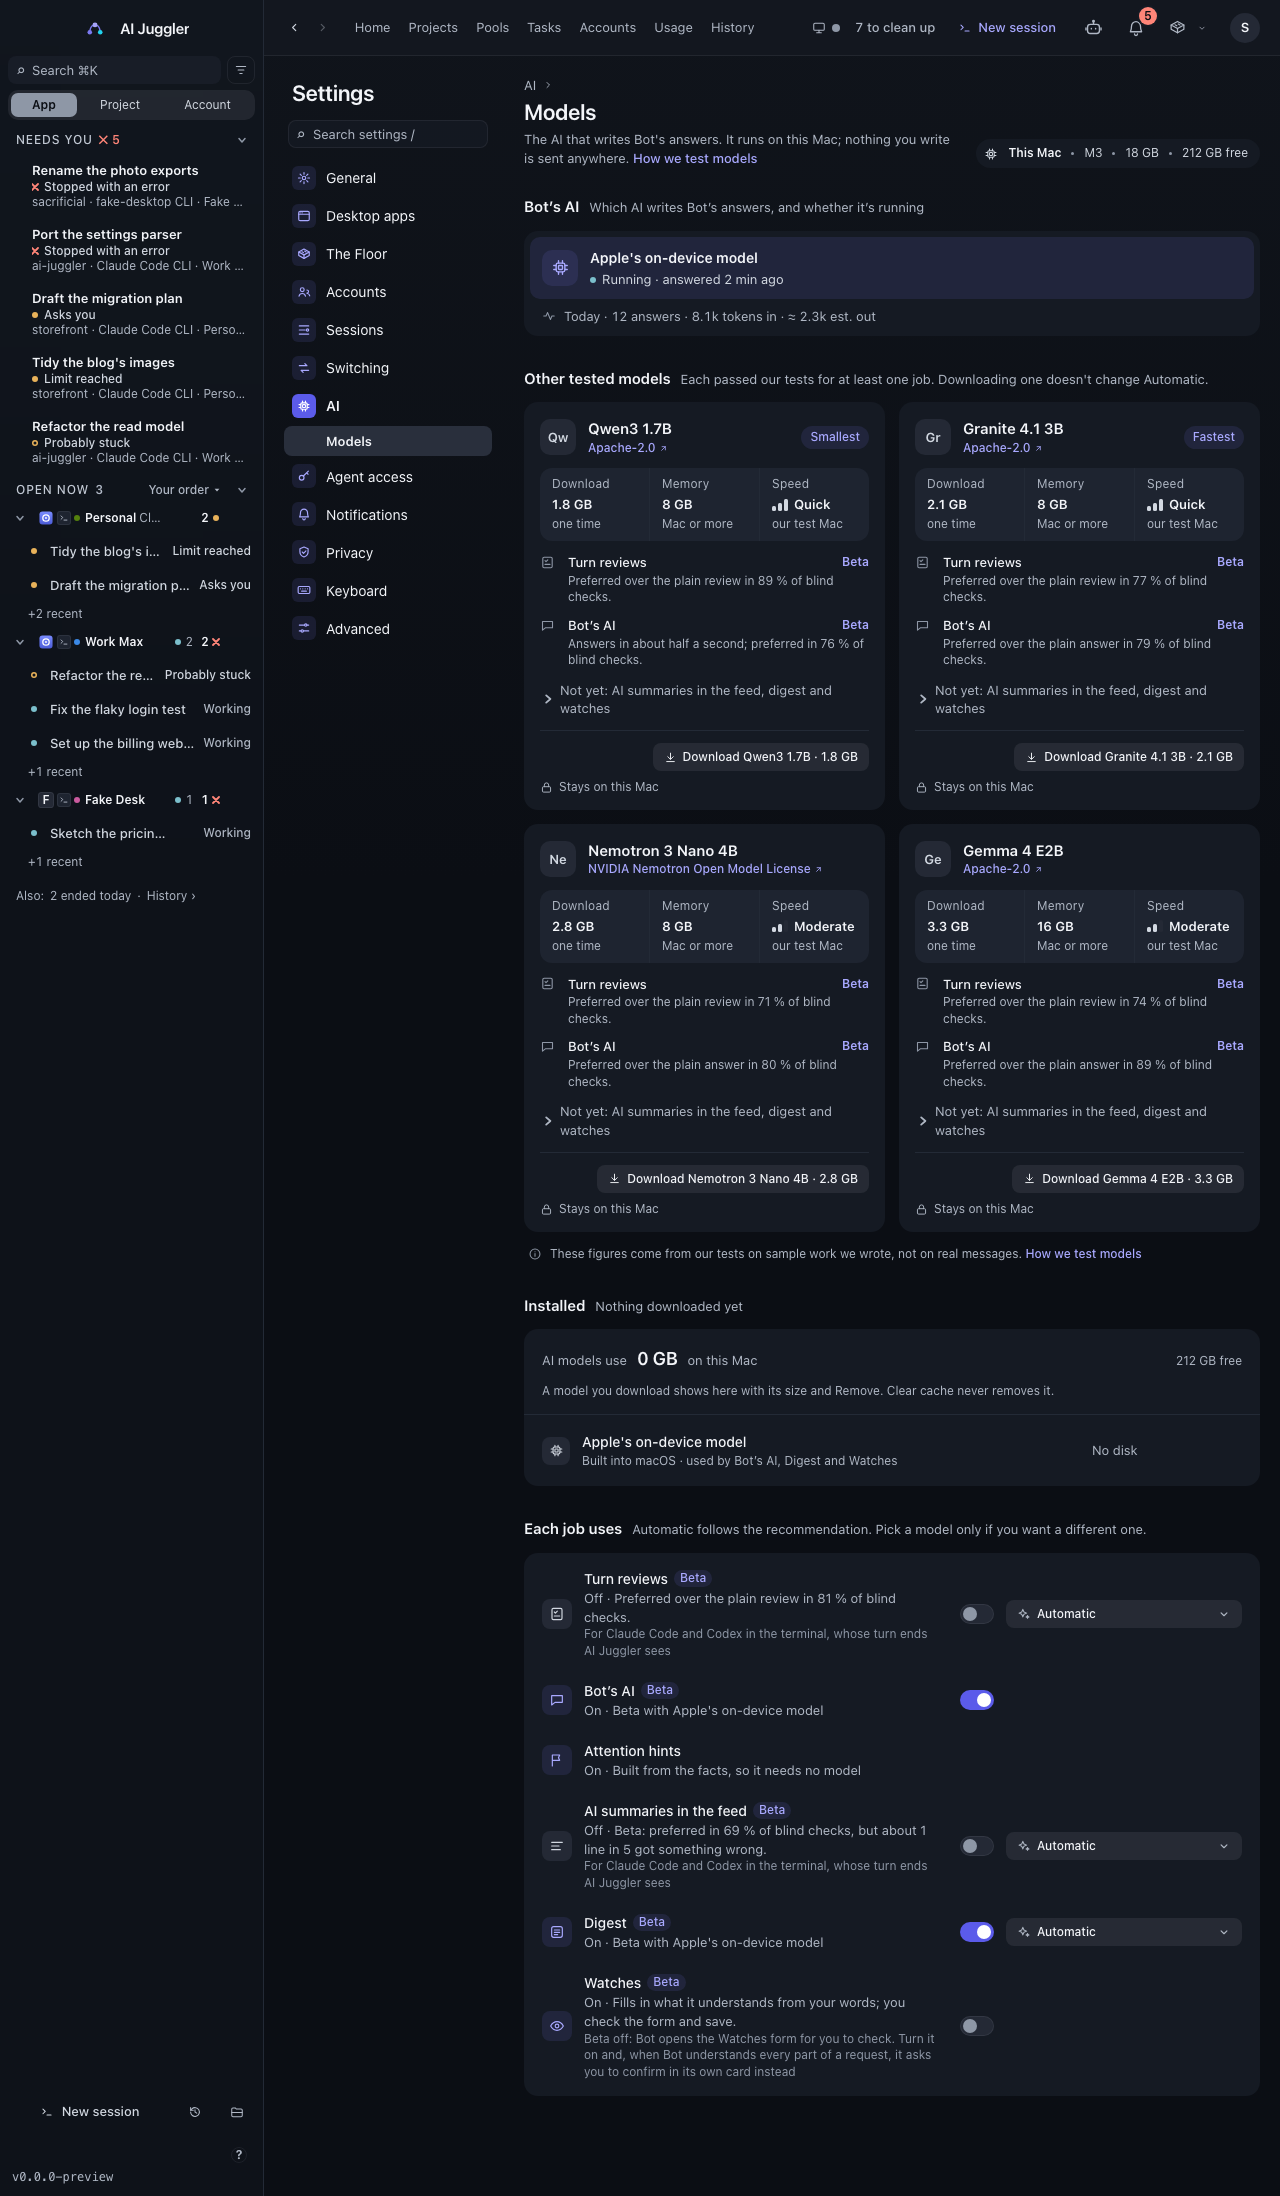 AI Juggler
Search ⌘K
App Project Account
NEEDS YOU 5
Rename the photo exports
Stopped with an error
sacrificial · fake-desktop CLI · Fake ...
Port the settings parser
Stopped with an error
ai-juggler · Claude Code CLI · Work ...
Draft the migration plan
Asks you
storefront · Claude Code CLI · Perso...
Tidy the blog's images
Limit reached
storefront · Claude Code CLI · Perso...
Refactor the read model
Probably stuck
ai-juggler · Claude Code CLI · Work ...
OPEN NOW 3 Your order
Personal Cl... 2
Tidy the blog's i... Limit reached
Draft the migration p... Asks you
+2 recent
Work Max 2 2
Refactor the re... Probably stuck
Fix the flaky login test Working
Set up the billing web... Working
+1 recent
F Fake Desk 1 1
Sketch the pricin... Working
+1 recent
Also: 2 ended today · History ›
New session
?
v0.0.0-preview
Home Projects Pools Tasks Accounts Usage History
7 to clean up
New session
5
S
Settings
Search settings /
General
Desktop apps
The Floor
Accounts
Sessions
Switching
AI
Models
Agent access
Notifications
Privacy
Keyboard
Advanced
AI ›
Models
The AI that writes Bot's answers. It runs on this Mac; nothing you write
is sent anywhere. How we test models
This Mac • M3 • 18 GB • 212 GB free
Bot’s AI Which AI writes Bot’s answers, and whether it’s running
Apple's on-device model
Running · answered 2 min ago
Today · 12 answers · 8.1k tokens in · ≈ 2.3k est. out
Other tested models Each passed our tests for at least one job. Downloading one doesn't change Automatic.
Qw Qwen3 1.7B
Apache-2.0 ↗
Smallest
Download Memory Speed
1.8 GB 8 GB Quick
one time Mac or more our test Mac
Turn reviews Beta
Preferred over the plain review in 89 % of blind
checks.
Bot’s AI Beta
Answers in about half a second; preferred in 76 % of
blind checks.
Not yet: AI summaries in the feed, digest and
watches
Download Qwen3 1.7B · 1.8 GB
Stays on this Mac
Gr Granite 4.1 3B
Apache-2.0 ↗
Fastest
Download Memory Speed
2.1 GB 8 GB Quick
one time Mac or more our test Mac
Turn reviews Beta
Preferred over the plain review in 77 % of blind
checks.
Bot’s AI Beta
Preferred over the plain answer in 79 % of blind
checks.
Not yet: AI summaries in the feed, digest and
watches
Download Granite 4.1 3B · 2.1 GB
Stays on this Mac
Ne Nemotron 3 Nano 4B
NVIDIA Nemotron Open Model License ↗
Download Memory Speed
2.8 GB 8 GB Moderate
one time Mac or more our test Mac
Turn reviews Beta
Preferred over the plain review in 71 % of blind
checks.
Bot’s AI Beta
Preferred over the plain answer in 80 % of blind
checks.
Not yet: AI summaries in the feed, digest and
watches
Download Nemotron 3 Nano 4B · 2.8 GB
Stays on this Mac
Ge Gemma 4 E2B
Apache-2.0 ↗
Download Memory Speed
3.3 GB 16 GB Moderate
one time Mac or more our test Mac
Turn reviews Beta
Preferred over the plain review in 74 % of blind
checks.
Bot’s AI Beta
Preferred over the plain answer in 89 % of blind
checks.
Not yet: AI summaries in the feed, digest and
watches
Download Gemma 4 E2B · 3.3 GB
Stays on this Mac
These figures come from our tests on sample work we wrote, not on real messages. How we test models
Installed Nothing downloaded yet
AI models use 0 GB on this Mac 212 GB free
A model you download shows here with its size and Remove. Clear cache never removes it.
Apple's on-device model
Built into macOS · used by Bot’s AI, Digest and Watches
No disk
Each job uses Automatic follows the recommendation. Pick a model only if you want a different one.
Turn reviews Beta
Off · Preferred over the plain review in 81 % of blind
checks.
For Claude Code and Codex in the terminal, whose turn ends
AI Juggler sees
Automatic
Bot’s AI Beta
On · Beta with Apple's on-device model
Attention hints
On · Built from the facts, so it needs no model
AI summaries in the feed Beta
Off · Beta: preferred in 69 % of blind checks, but about 1
line in 5 got something wrong.
For Claude Code and Codex in the terminal, whose turn ends
AI Juggler sees
Automatic
Digest Beta
On · Beta with Apple's on-device model
Automatic
Watches Beta
On · Fills in what it understands from your words; you
check the form and save.
Beta off: Bot opens the Watches form for you to check. Turn it
on and, when Bot understands every part of a request, it asks
you to confirm in its own card instead